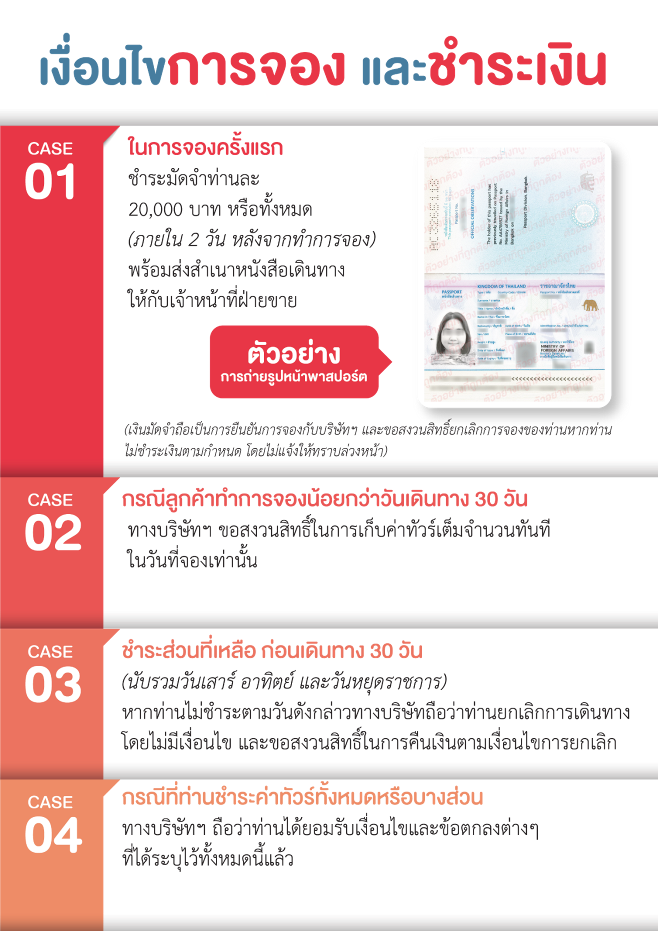 เงื่อนไขการจอง และชำระเงิน
CASE
01
ในการจองครั้งแรก
ชำระมัดจำท่านละ
20,000 บาท หรือทั้งหมด
(ภายใน 2 วัน หลังจากทำการจอง)
พร้อมส่งสำเนาหนังสือเดินทาง
ให้กับเจ้าหน้าที่ฝ่ายขาย
ตัวอย่าง
การถ่ายรูปหน้าพาสปอร์ต
OFFICIAL OBSERVATIONS
PASSPORT
KINGDOM OF THAILAND
ราชอาณาจักรไทย
MINISTRY OF
FOREIGN AFFAIRS
(เงินมัดจำถือเป็นการยืนยันการจองกับบริษัทฯ และขอสงวนสิทธิ์ยกเลิกการจองของท่านหากท่าน
ไม่ชำระเงินตามกำหนด โดยไม่แจ้งให้ทราบล่วงหน้า)
CASE
02
กรณีลูกค้าทำการจองน้อยกว่าวันเดินทาง 30 วัน
ทางบริษัทฯ ขอสงวนสิทธิ์ในการเก็บค่าทัวร์เต็มจำนวนทันที
ในวันที่จองเท่านั้น
CASE
03
ชำระส่วนที่เหลือ ก่อนเดินทาง 30 วัน
(นับรวมวันเสาร์ อาทิตย์ และวันหยุดราชการ)
หากท่านไม่ชำระตามวันดังกล่าวทางบริษัทถือว่าท่านยกเลิกการเดินทาง
โดยไม่มีเงื่อนไข และขอสงวนสิทธิ์ในการคืนเงินตามเงื่อนไขการยกเลิก
CASE
04
กรณีที่ท่านชำระค่าทัวร์ทั้งหมดหรือบางส่วน
ทางบริษัทฯ ถือว่าท่านได้ยอมรับเงื่อนไขและข้อตกลงต่างๆ
ที่ได้ระบุไว้ทั้งหมดนี้แล้ว